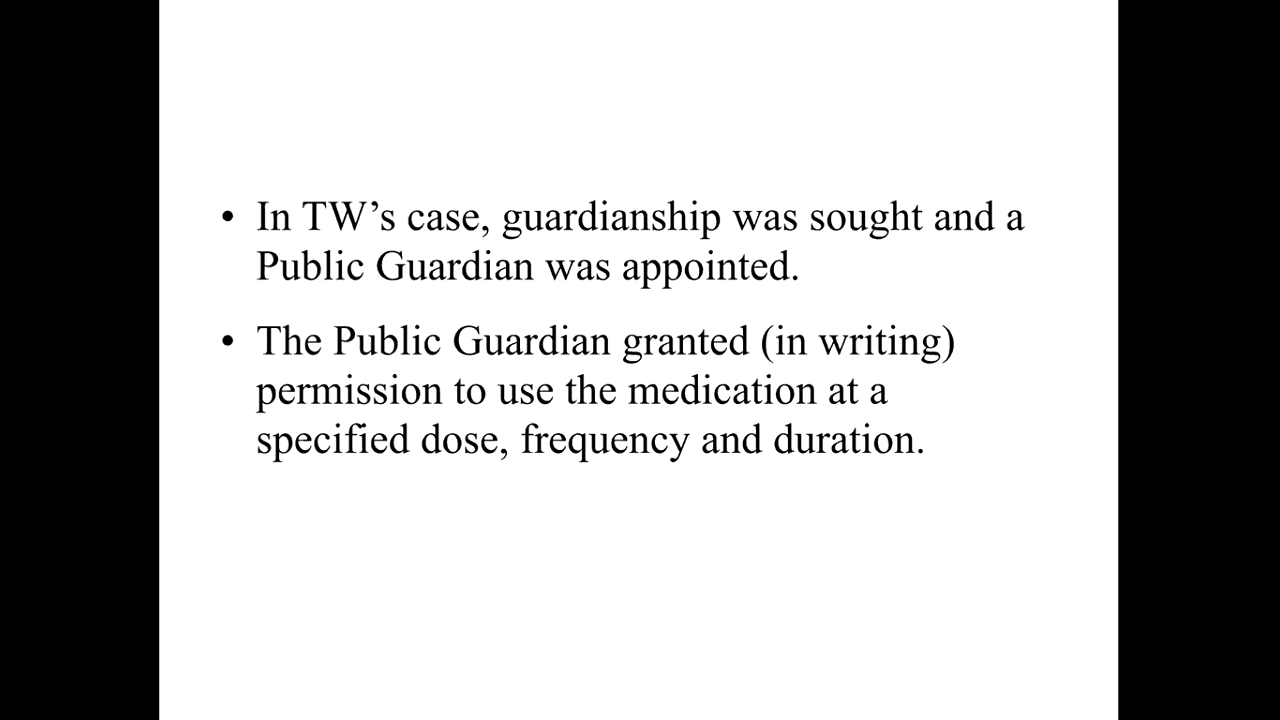 • In TW’s case, guardianship was sought and a
Public Guardian was appointed.
• The Public Guardian granted (in writing)
permission to use the medication at a
specified dose, frequency and duration.